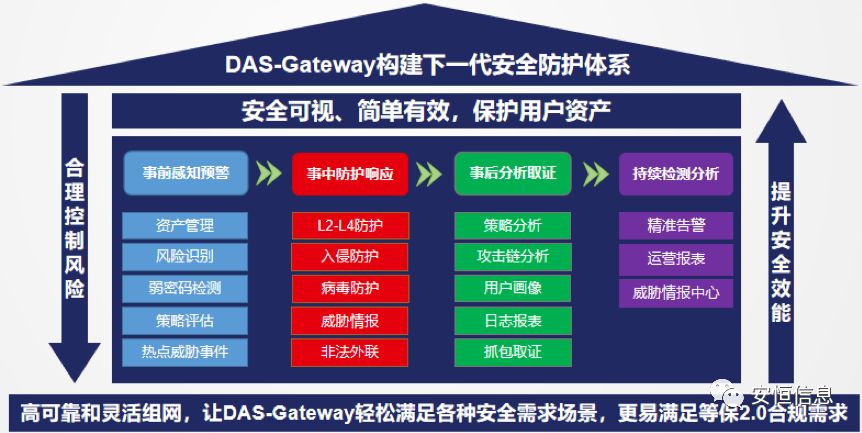 DAS-Gateway构建下一代安全防护体系
安全可视、简单有效，保护用户资产
合理控制风险
事前感知预警
事中防护响应
事后分析取证
持续检测分析
资产管理
风险识别
弱密码检测
策略评估
热点威胁事件
L2-L4防护
入侵防护
病毒防护
威胁情报
非法外联
策略分析
攻击链分析
用户画像
日志报表
抓包取证
精准告警
运营报表
威胁情报中心
提升安全效能
安恒信息
高可靠和灵活组网，让DAS-Gateway轻松满足各种安全需求场景，更易满足等保2.0合规需求